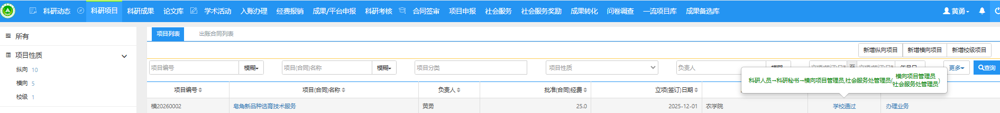 科研动态 科研项目 科研成果 论文库 学术活动 入账办理 经费报销 成果/平台申报 科研考核 合同签审 项目申报 社会服务 社会服务奖励 成果转化 问卷调查 一流项目库 成果备选库 黄勇
所有
项目性质
纵向 10
横向 5
校级 1
项目列表 出账合同列表
新增纵向项目 新增横向项目 新增校级项目
项目编号 模糊 项目(合同)名称 模糊 项目分类 项目性质 负责人 至 更多 查询
科研人员→科研秘书→横向项目管理员,社会服务处管理员(横向项目管理员
社会服务处管理员)
项目编号 项目(合同)名称 负责人 批准(合同)经费 立项(签订)日期
横20260002 皂角新品种选育技术服务 黄勇 25.0 2025-12-01 农学院 学校通过 办理业务